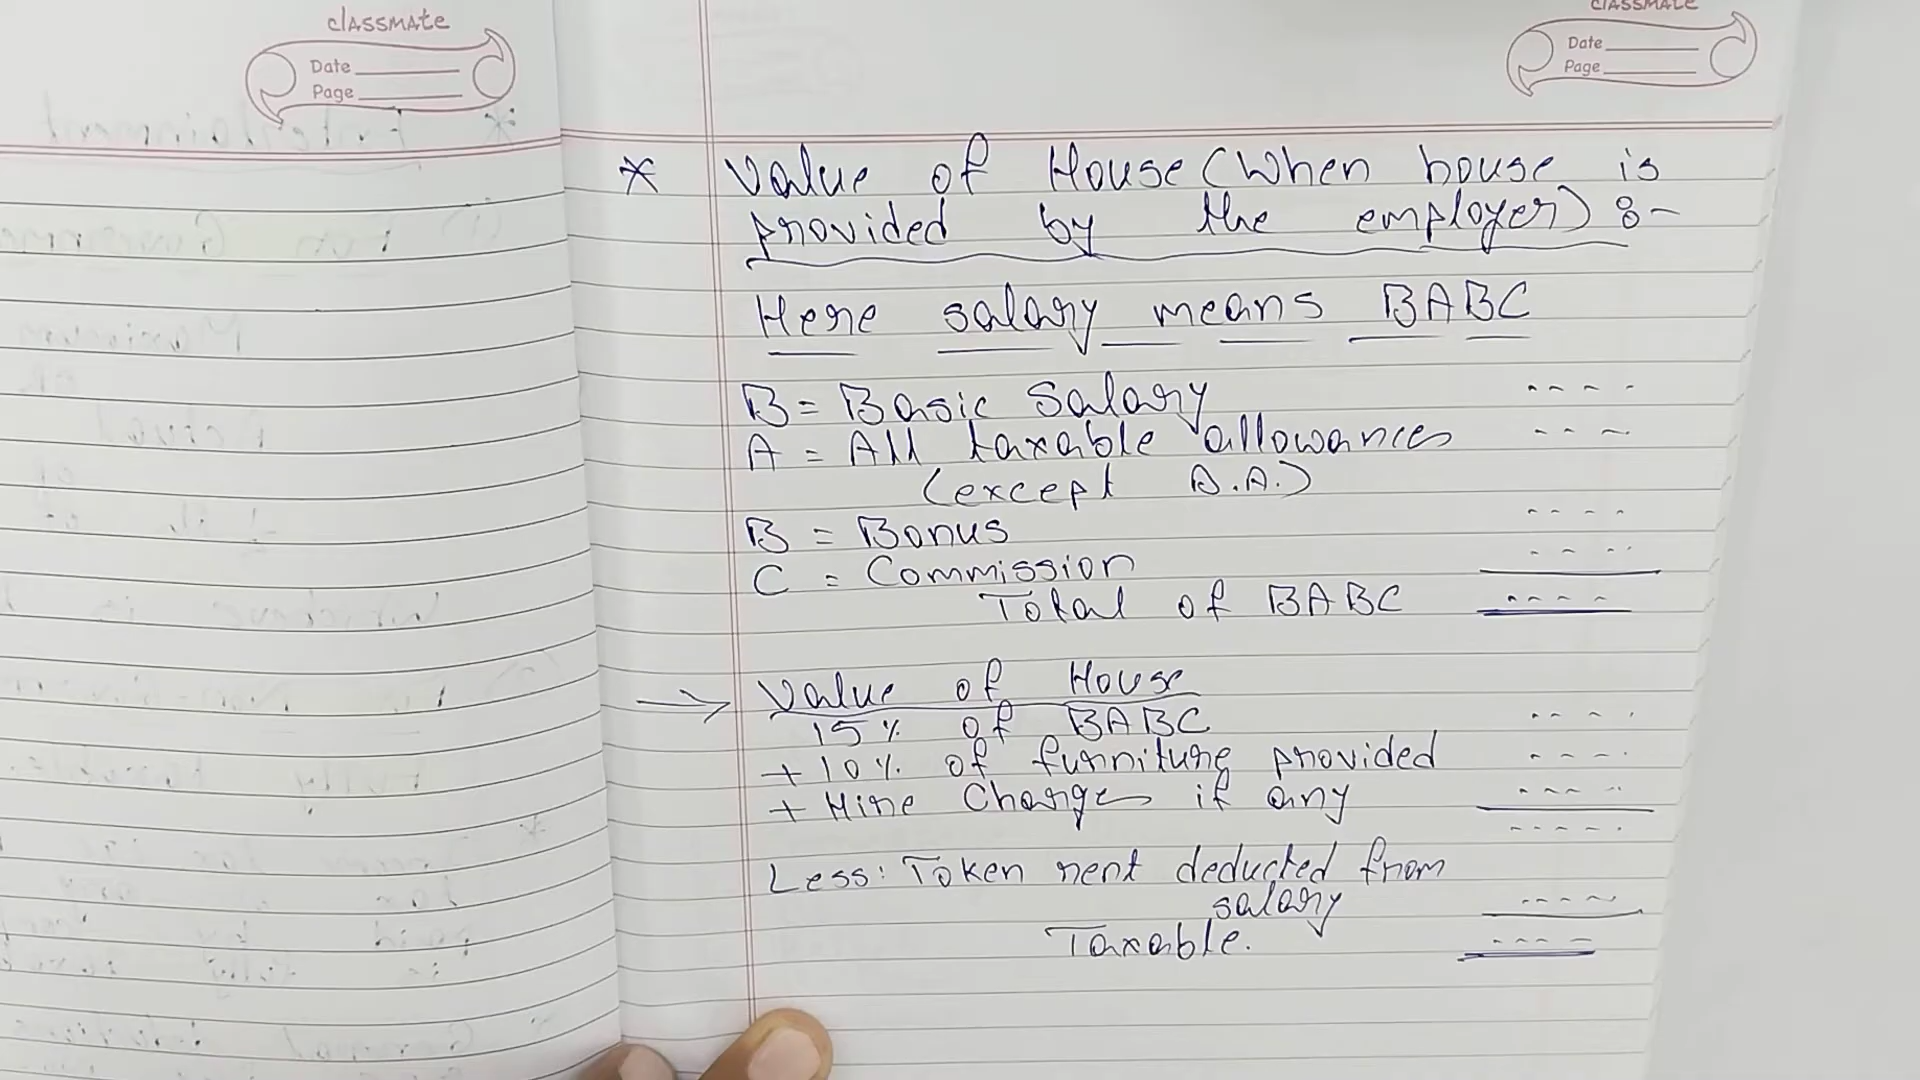 classmate
Date
Page
classmate
Date
Page
* Value of House (When house is
provided by the employer) :-
Here salary means BABC
B = Basic Salary ----
A = All taxable allowances ---
(except D.A.)
B = Bonus ----
C = Commission ----
Total of BABC ----
→ Value of House
15% of BABC ----
+ 10% of furniture provided ----
+ Hire Charges if any ----
----
Less: Token rent deducted from
salary ----
Taxable. ----